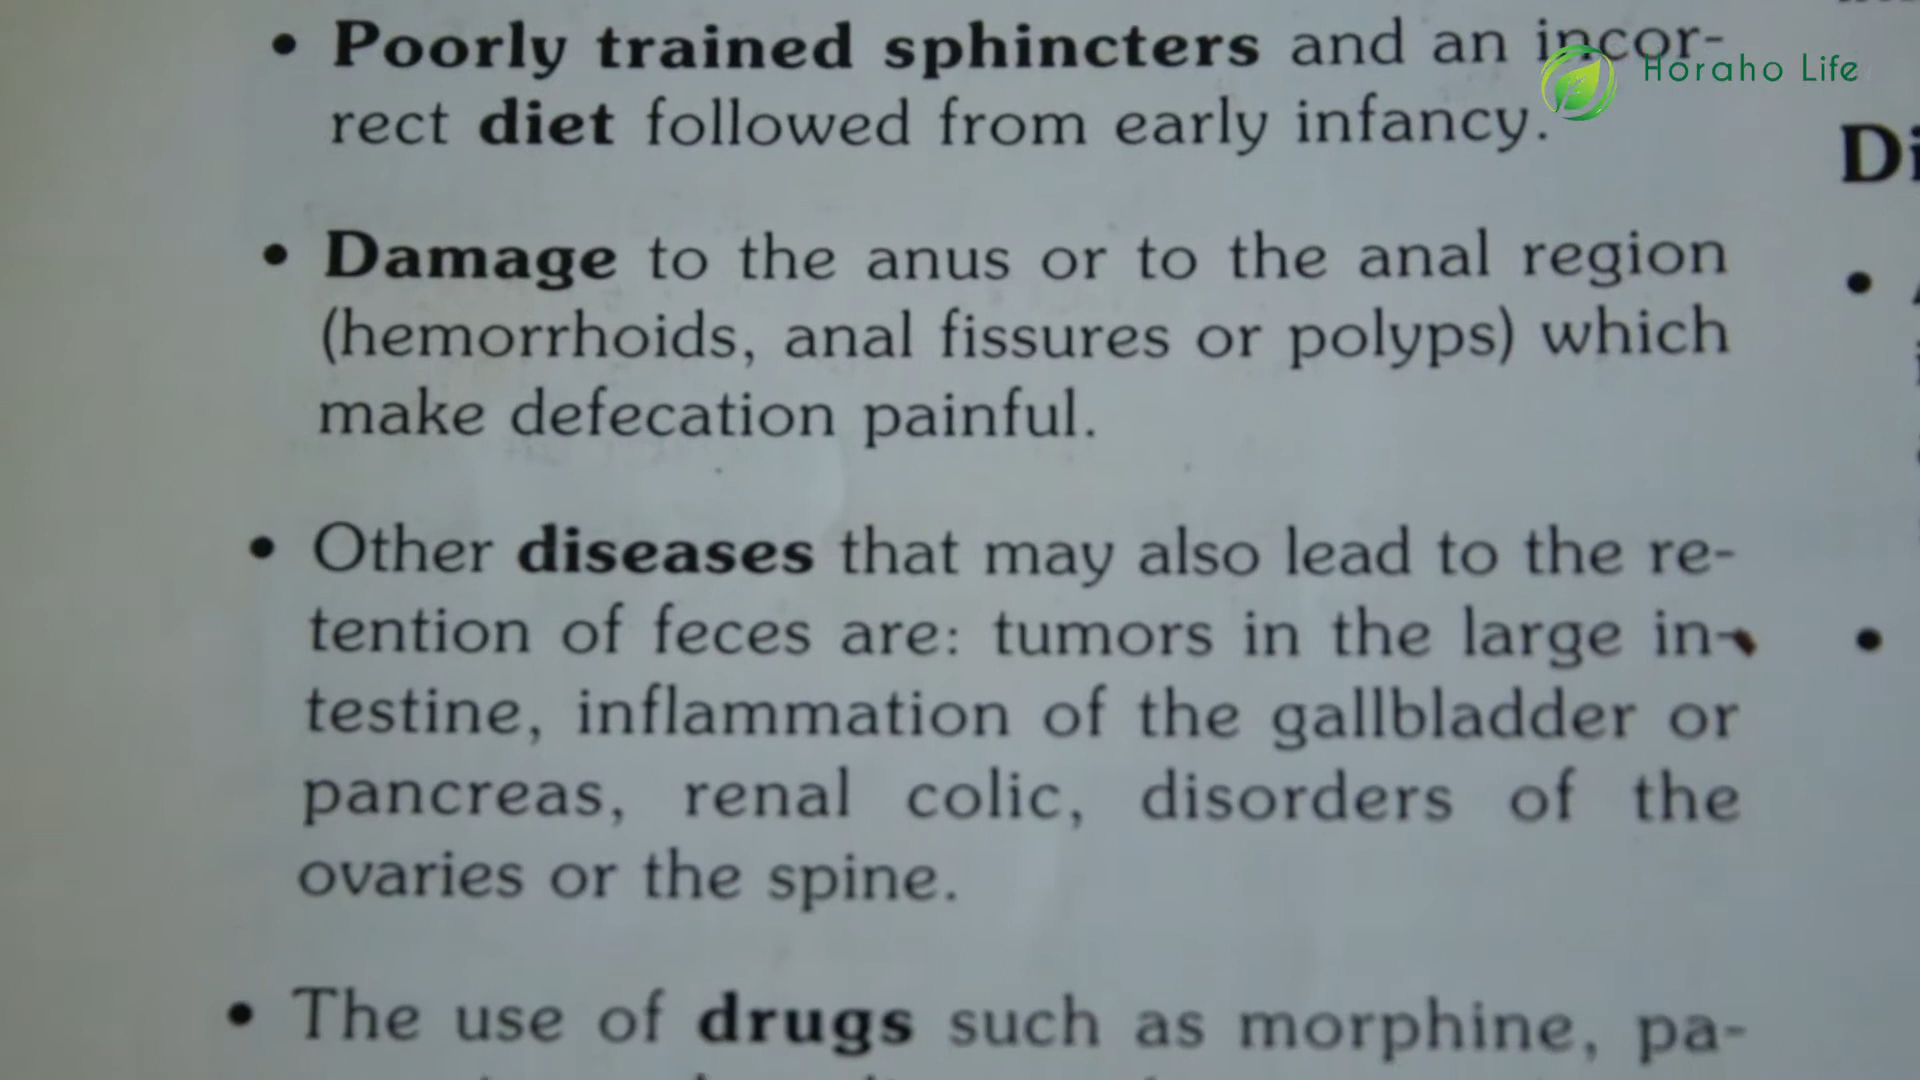 • Poorly trained sphincters and an incor-
rect diet followed from early infancy.
• Damage to the anus or to the anal region
(hemorrhoids, anal fissures or polyps) which
make defecation painful.
• Other diseases that may also lead to the re-
tention of feces are: tumors in the large in-
testine, inflammation of the gallbladder or
pancreas, renal colic, disorders of the
ovaries or the spine.
• The use of drugs such as morphine, pa-
Horaho Life
Di